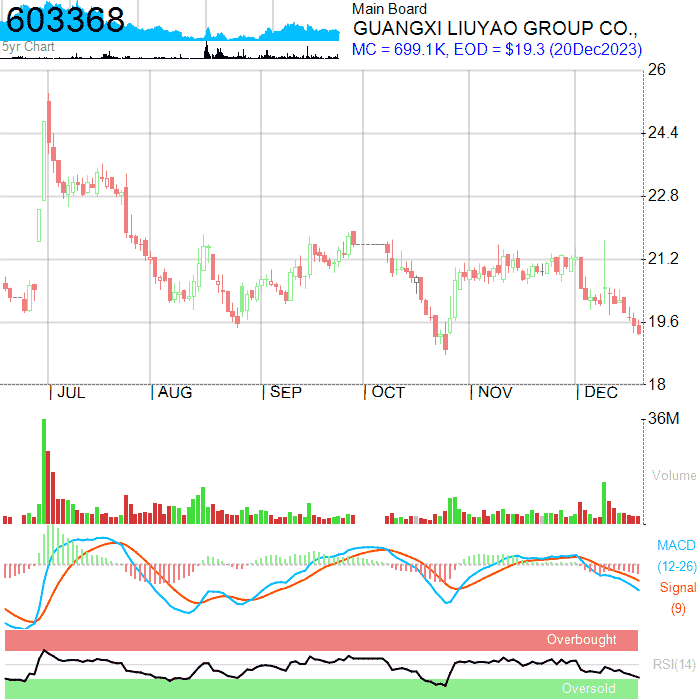 603368
5yr Chart
Main Board
GUANGXI LIUYAO GROUP CO.,
MC = 699.1K, EOD = $19.3 (20Dec2023)
26
24.4
22.8
21.2
19.6
18
JUL
AUG
SEP
OCT
NOV
DEC
36M
Volume
MACD
(12-26)
Signal
(9)
Overbought
RSI(14)
Oversold